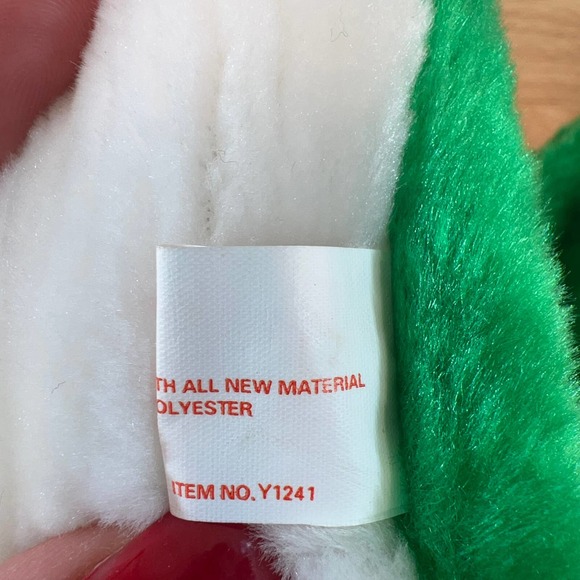 TH ALL NEW MATERIAL
OLYESTER
ITEM NO.Y1241